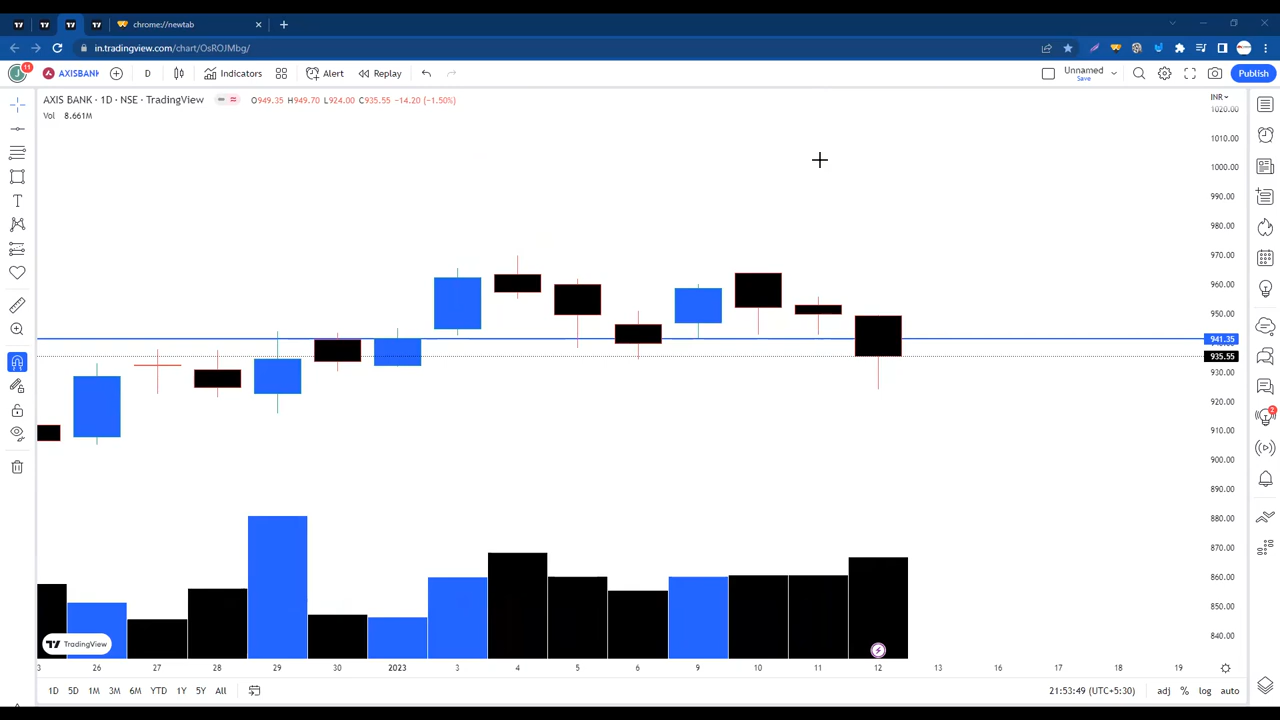 chrome://newtab
in.tradingview.com/chart/OsROJMbg/
11
AXISBANK
D
Indicators
Alert
Replay
Unnamed
Save
Publish
AXIS BANK · 1D · NSE · TradingView
O949.35 H949.70 L924.00 C935.55 −14.20 (−1.50%)
Vol 8.661M
INR
1020.00
1010.00
1000.00
990.00
980.00
970.00
960.00
950.00
941.35
935.55
930.00
920.00
910.00
900.00
890.00
880.00
870.00
860.00
850.00
840.00
2
TradingView
3 26 27 28 29 30 2023 3 4 5 6 9 10 11 12 13 16 17 18 19
1D 5D 1M 3M 6M YTD 1Y 5Y All
21:53:49 (UTC+5:30)
adj % log auto